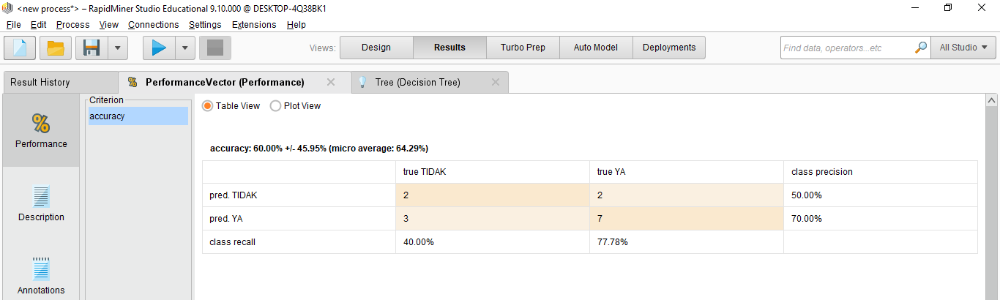 <new process*> – RapidMiner Studio Educational 9.10.000 @ DESKTOP-4Q38BK1
File Edit Process View Connections Settings Extensions Help
Views: Design Results Turbo Prep Auto Model Deployments Find data, operators...etc All Studio
Result History PerformanceVector (Performance) Tree (Decision Tree)
% Performance
Description
Annotations
Criterion
accuracy
Table View Plot View
accuracy: 60.00% +/- 45.95% (micro average: 64.29%)
true TIDAK true YA class precision
pred. TIDAK 2 2 50.00%
pred. YA 3 7 70.00%
class recall 40.00% 77.78%